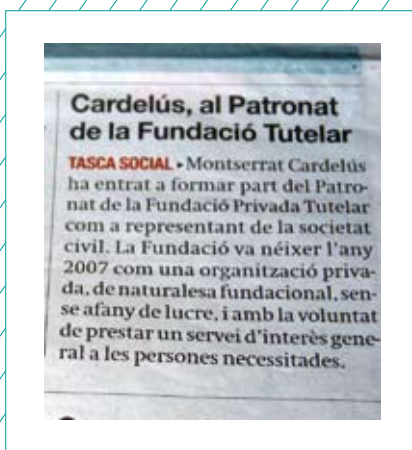 Cardelús, al Patronat
de la Fundació Tutelar
TASCA SOCIAL ▸ Montserrat Cardelús
ha entrat a formar part del Patro-
nat de la Fundació Privada Tutelar
com a representant de la societat
civil. La Fundació va néixer l'any
2007 com una organització priva-
da, de naturalesa fundacional, sen-
se afany de lucre, i amb la voluntat
de prestar un servei d'interès gene-
ral a les persones necessitades.